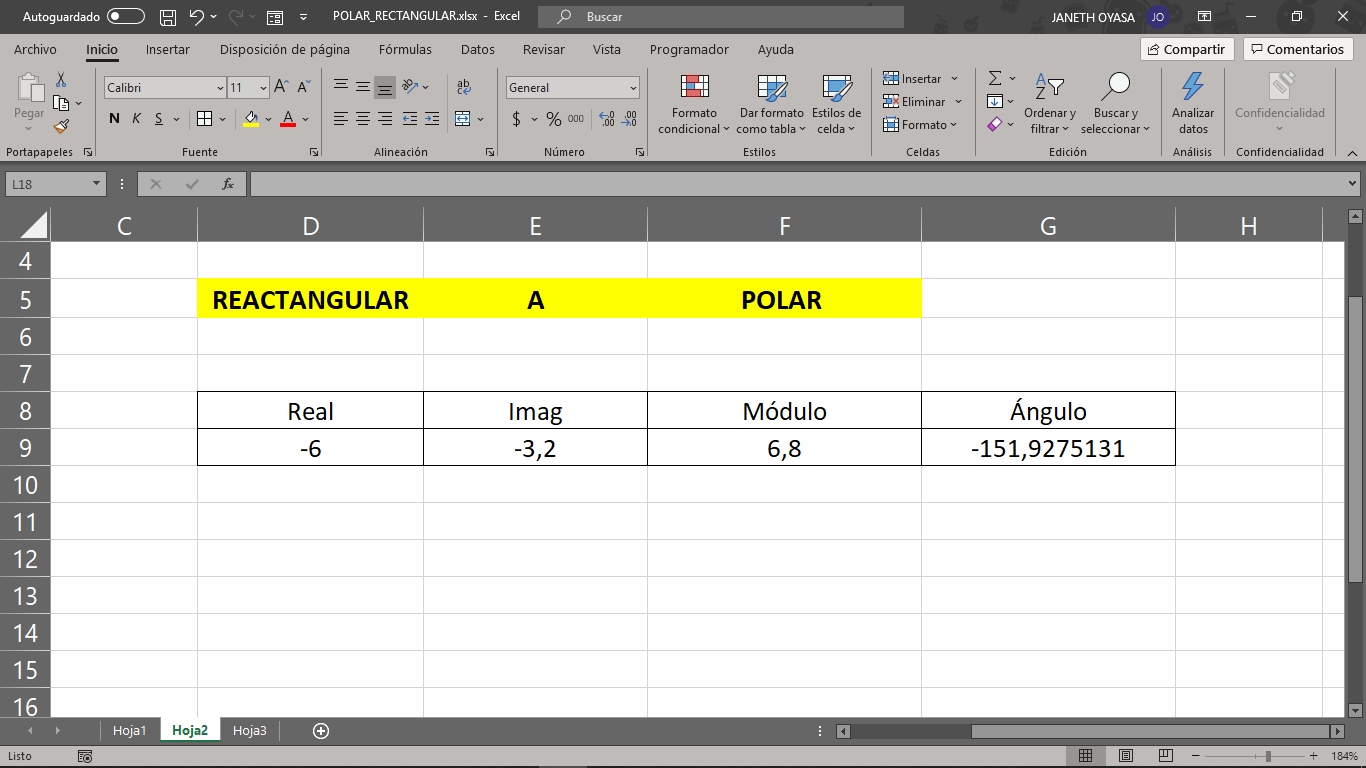 Autoguardado POLAR_RECTANGULAR.xlsx - Excel Buscar JANETH OYASA JO
Archivo Inicio Insertar Disposición de página Fórmulas Datos Revisar Vista Programador Ayuda Compartir Comentarios
Pegar
Portapapeles
Calibri 11
N K S
Fuente
ab
Alineación
General
$ % 000
Número
Formato condicional
Dar formato como tabla
Estilos de celda
Estilos
Insertar
Eliminar
Formato
Celdas
Ordenar y filtrar
Buscar y seleccionar
Edición
Analizar datos
Análisis
Confidencialidad
Confidencialidad
L18 fx
C D E F G H
4
5 REACTANGULAR A POLAR
6
7
8 Real Imag Módulo Ángulo
9 -6 -3,2 6,8 -151,9275131
10
11
12
13
14
15
16
Hoja1 Hoja2 Hoja3
Listo 184%